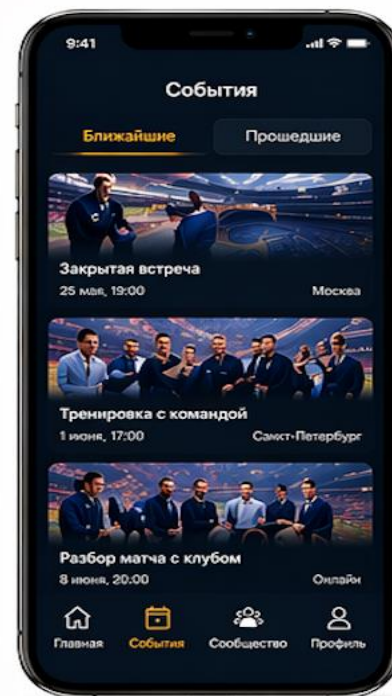 9:41
События
Ближайшие Прошедшие
Закрытая встреча
25 мая, 19:00 Москва
Тренировка с командой
1 июня, 17:00 Санкт-Петербург
Разбор матча с клубом
8 июня, 20:00 Онлайн
Главная События Сообщество Профиль